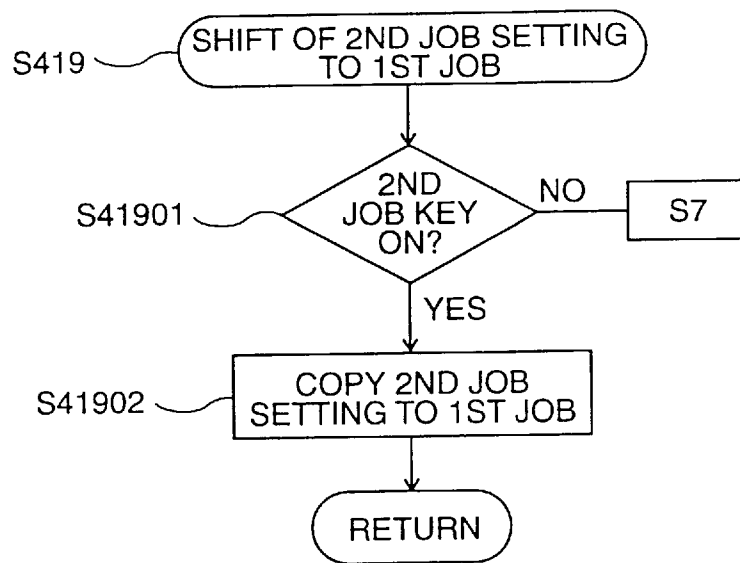 SHIFT OF 2ND JOB SETTING
TO 1ST JOB
S419
2ND
JOB KEY
ON?
S41901
NO
S7
YES
COPY 2ND JOB
SETTING TO 1ST JOB
S41902
RETURN